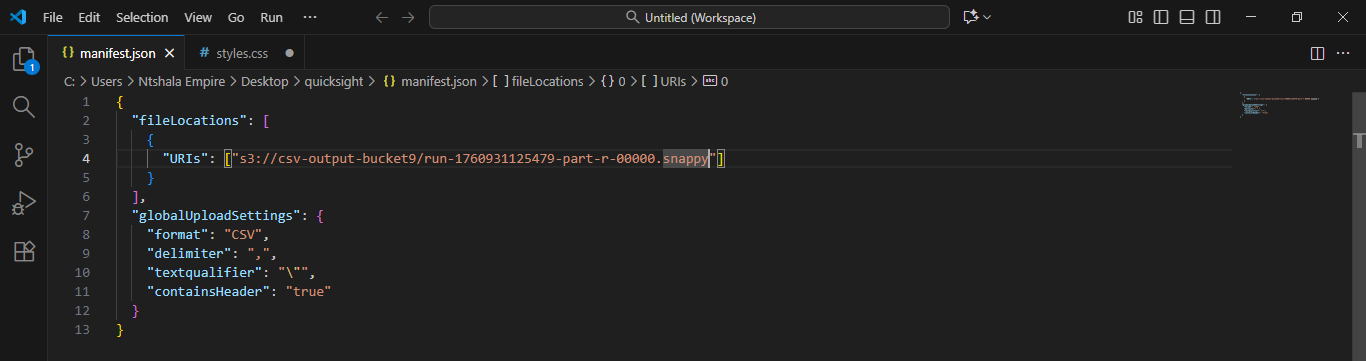 File Edit Selection View Go Run ··· Untitled (Workspace)
manifest.json styles.css
C: > Users > Ntshala Empire > Desktop > quicksight > {} manifest.json > [ ] fileLocations > {} 0 > [ ] URIs > abc 0
1
1 {
2 "fileLocations": [
3 {
4 "URIs": ["s3://csv-output-bucket9/run-1760931125479-part-r-00000.snappy"]
5 }
6 ],
7 "globalUploadSettings": {
8 "format": "CSV",
9 "delimiter": ",",
10 "textqualifier": "\"",
11 "containsHeader": "true"
12 }
13 }